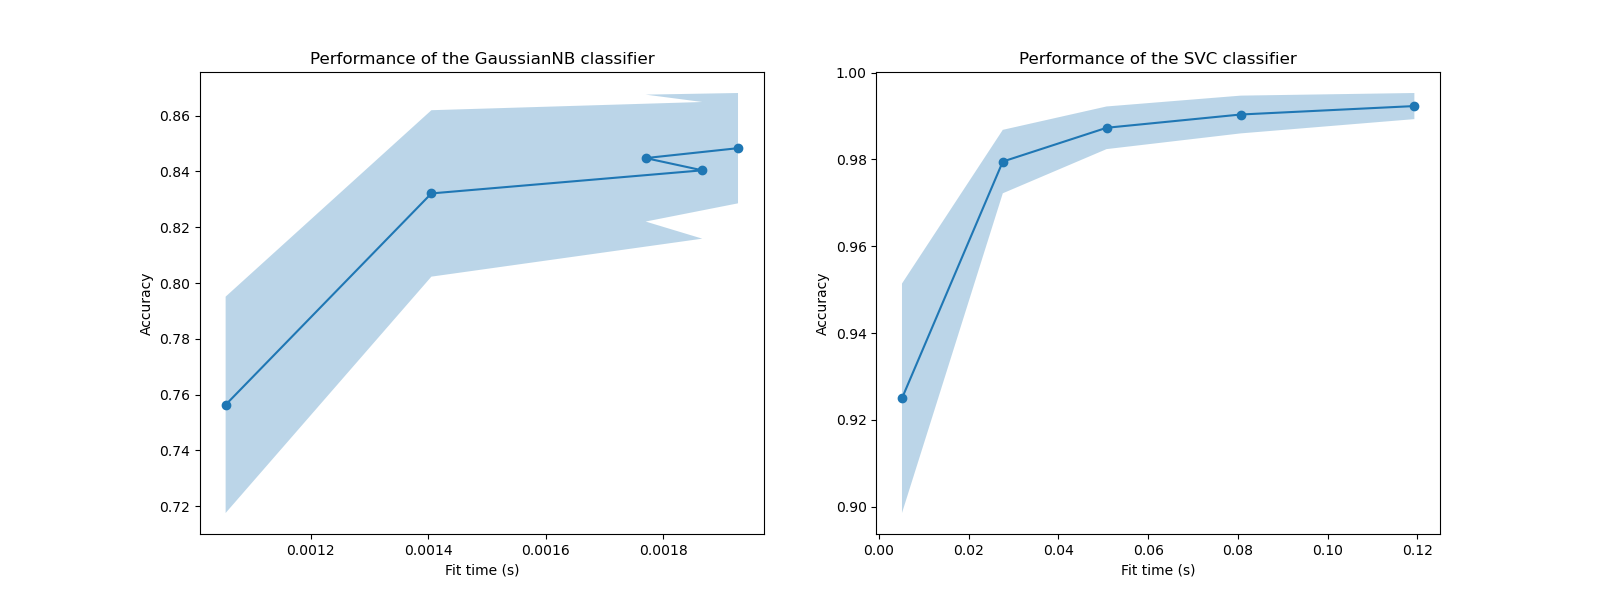 Performance of the GaussianNB classifier
0.86
0.84
0.82
0.80
0.78
0.76
0.74
0.72
Accuracy
0.0012 0.0014 0.0016 0.0018
Fit time (s)
Performance of the SVC classifier
1.00
0.98
0.96
0.94
0.92
0.90
Accuracy
0.00 0.02 0.04 0.06 0.08 0.10 0.12
Fit time (s)